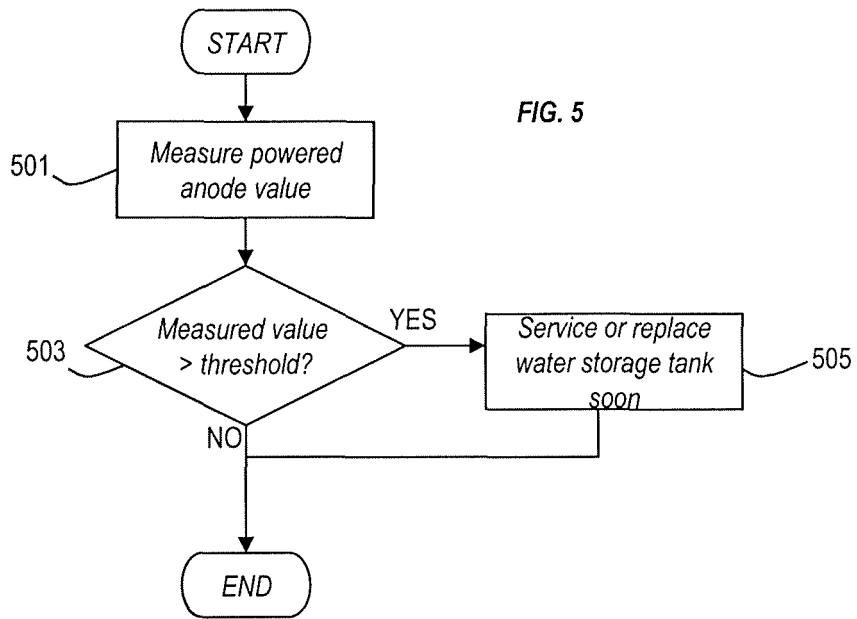 START
FIG. 5
501
Measure powered
anode value
503
Measured value
> threshold?
YES
Service or replace
water storage tank
soon
505
NO
END